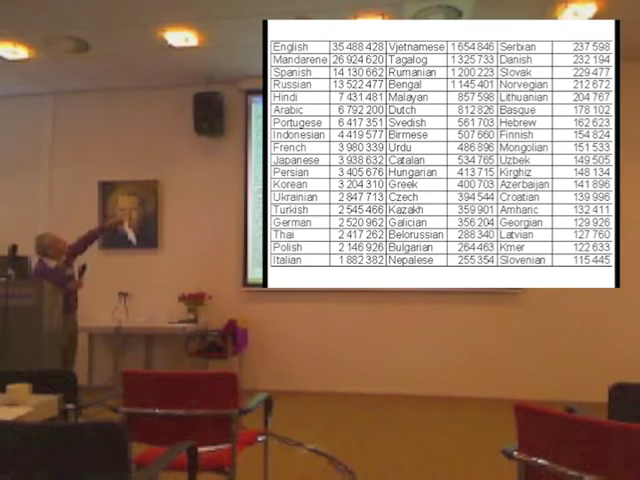 English 35 488 428 Vjetnamese 1 654 846 Serbian 237 598
Mandarene 26 924 620 Tagalog 1 325 733 Danish 232 194
Spanish 14 130 662 Rumanian 1 200 223 Slovak 229 477
Russian 13 522 477 Bengal 1 145 401 Norvegian 212 672
Hindi 7 431 481 Malayan 857 598 Lithuanian 204 767
Arabic 6 792 200 Dutch 812 826 Basque 178 102
Portugese 6 417 351 Svedish 561 703 Hebrew 162 623
Indonesian 4 419 577 Birmese 507 660 Finnish 154 824
French 3 980 339 Urdu 486 896 Mongolian 151 533
Japanese 3 938 632 Catalan 534 765 Uzbek 149 505
Persian 3 405 676 Hungarian 413 715 Kirghiz 148 134
Korean 3 204 310 Greek 400 703 Azerbaijan 141 896
Ukrainian 2 847 713 Czech 394 544 Croatian 139 996
Turkish 2 545 466 Kazakh 359 901 Amharic 132 411
German 2 520 962 Galician 356 204 Georgian 129 926
Thai 2 417 262 Belorussian 288 340 Latvian 127 760
Polish 2 146 926 Bulgarian 264 463 Kmer 122 633
Italian 1 882 382 Nepalese 255 354 Slovenian 115 445